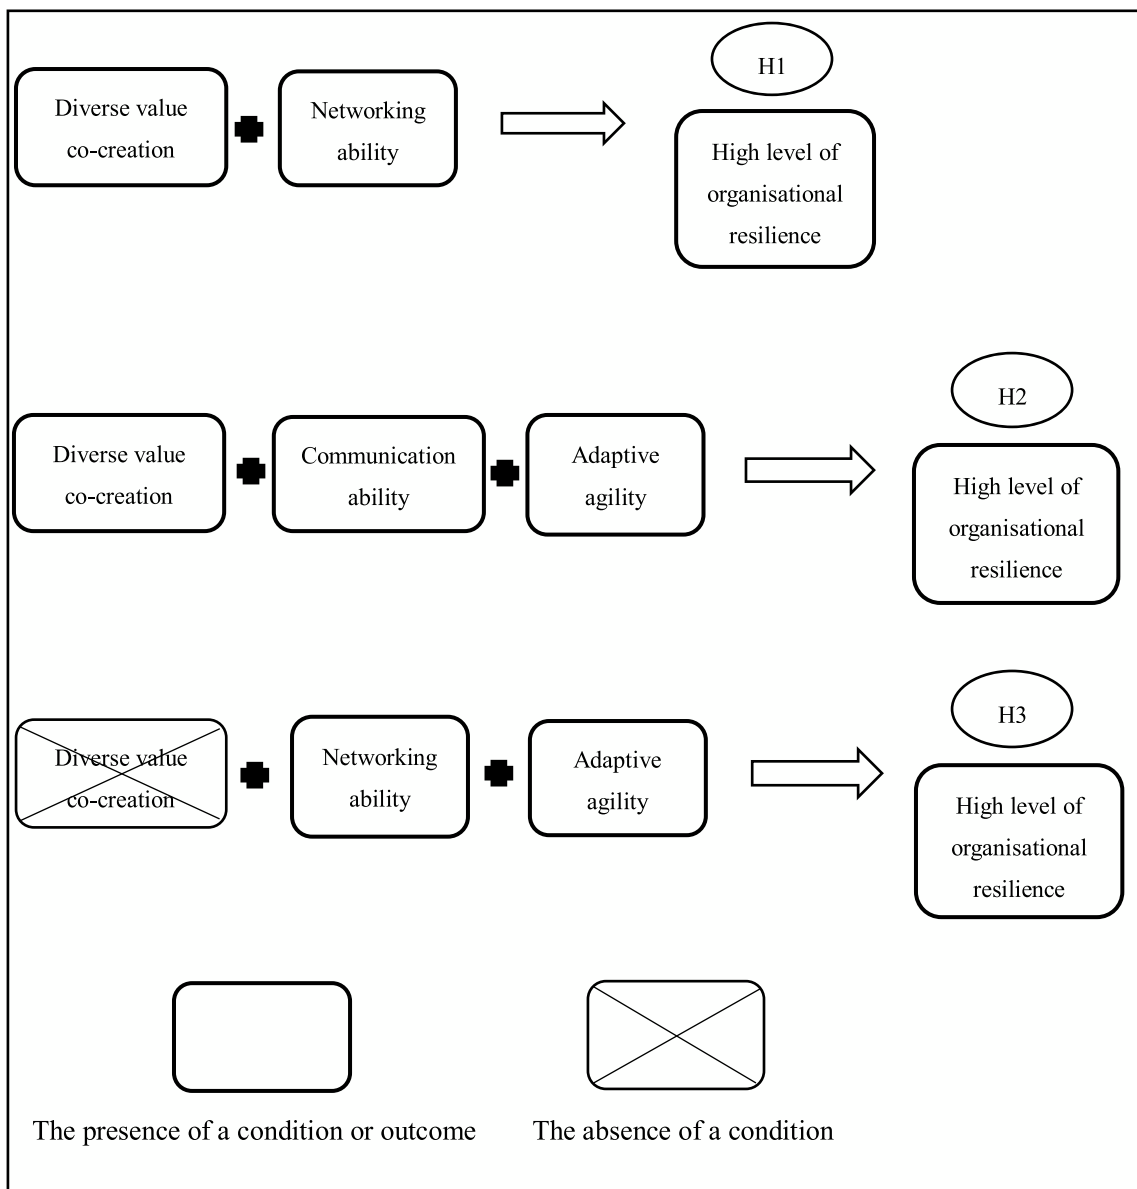 H1
Diverse value
co-creation
Networking
ability
High level of
organisational
resilience
H2
Diverse value
co-creation
Communication
ability
Adaptive
agility
High level of
organisational
resilience
H3
Diverse value
co-creation
Networking
ability
Adaptive
agility
High level of
organisational
resilience
The presence of a condition or outcome
The absence of a condition